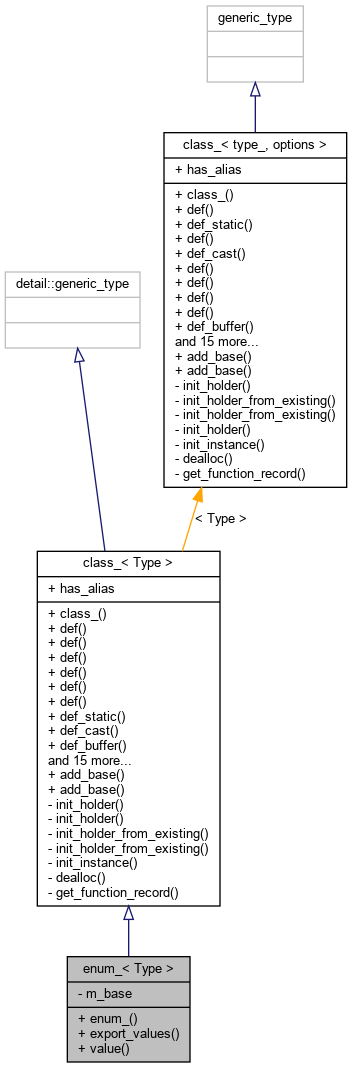 generic_type
class_< type_, options >
+ has_alias
+ class_()
+ def()
+ def_static()
+ def()
+ def_cast()
+ def()
+ def()
+ def()
+ def()
+ def_buffer()
and 15 more...
+ add_base()
+ add_base()
- init_holder()
- init_holder_from_existing()
- init_holder_from_existing()
- init_holder()
- init_instance()
- dealloc()
- get_function_record()
detail::generic_type
< Type >
class_< Type >
+ has_alias
+ class_()
+ def()
+ def()
+ def()
+ def()
+ def()
+ def()
+ def_static()
+ def_cast()
+ def_buffer()
and 15 more...
+ add_base()
+ add_base()
- init_holder()
- init_holder()
- init_holder_from_existing()
- init_holder_from_existing()
- init_instance()
- dealloc()
- get_function_record()
enum_< Type >
- m_base
+ enum_()
+ export_values()
+ value()